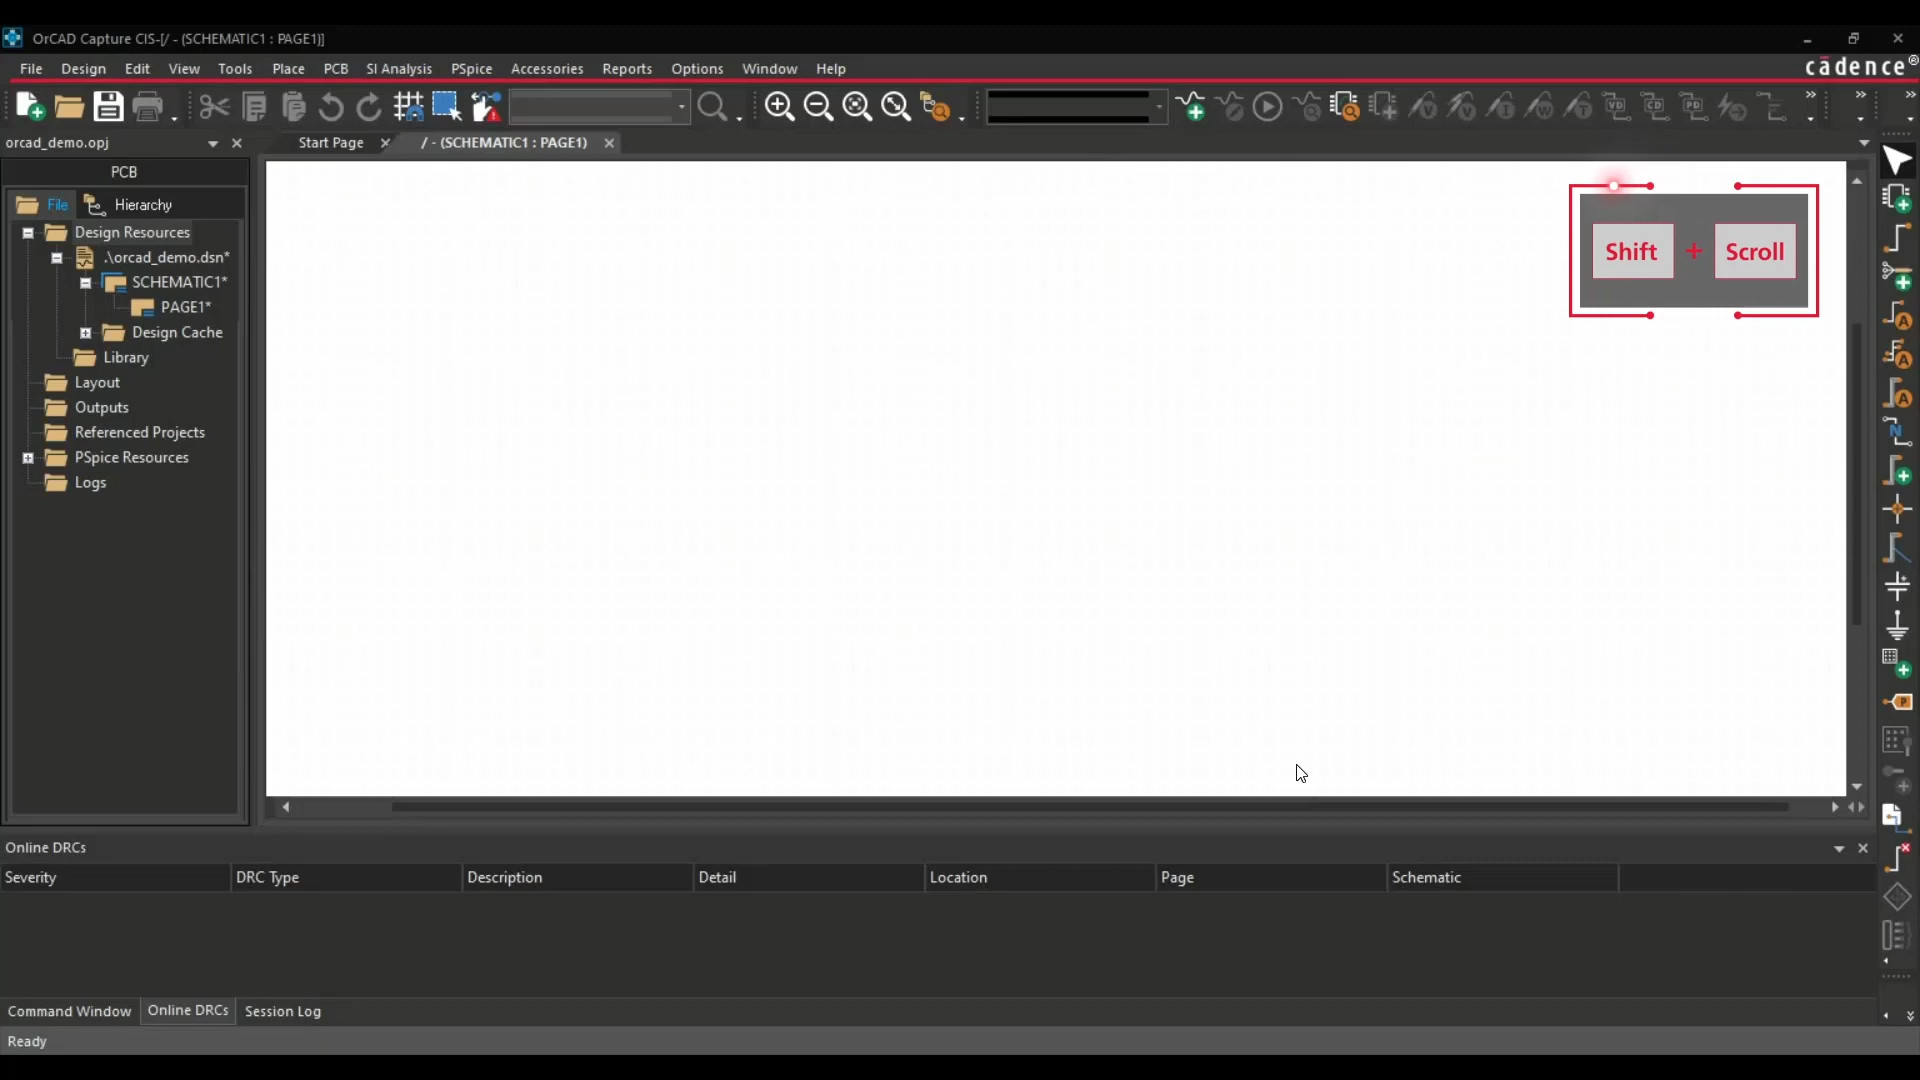 OrCAD Capture CIS-[/ - (SCHEMATIC1 : PAGE1)]
File Design Edit View Tools Place PCB SI Analysis PSpice Accessories Reports Options Window Help
cādence®
orcad_demo.opj
Start Page
/ - (SCHEMATIC1 : PAGE1)
PCB
File
Hierarchy
Design Resources
.\orcad_demo.dsn*
SCHEMATIC1*
PAGE1*
Design Cache
Library
Layout
Outputs
Referenced Projects
PSpice Resources
Logs
Shift + Scroll
Online DRCs
Severity DRC Type Description Detail Location Page Schematic
Command Window Online DRCs Session Log
Ready